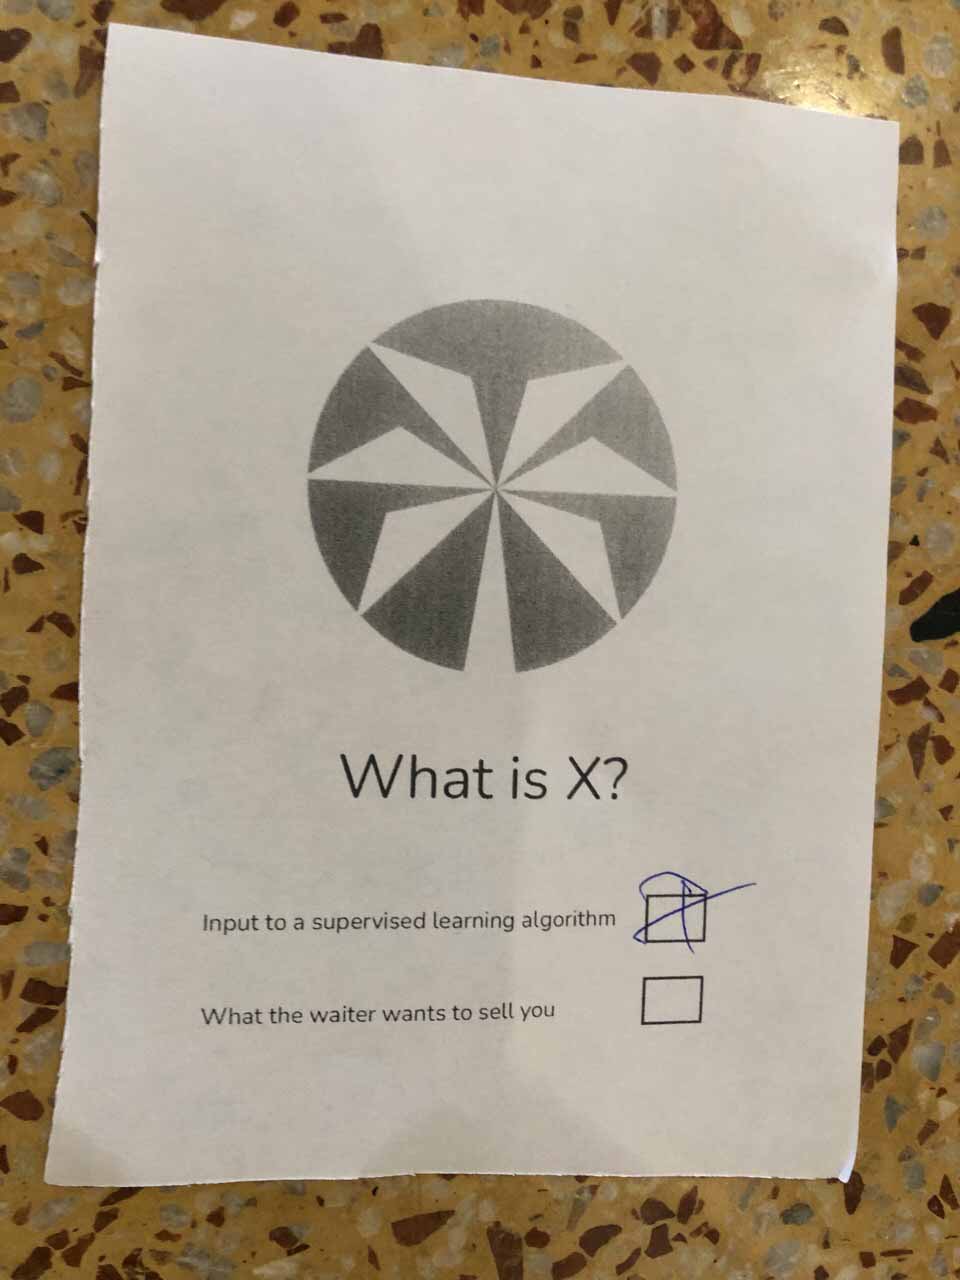 What is X?
Input to a supervised learning algorithm
What the waiter wants to sell you